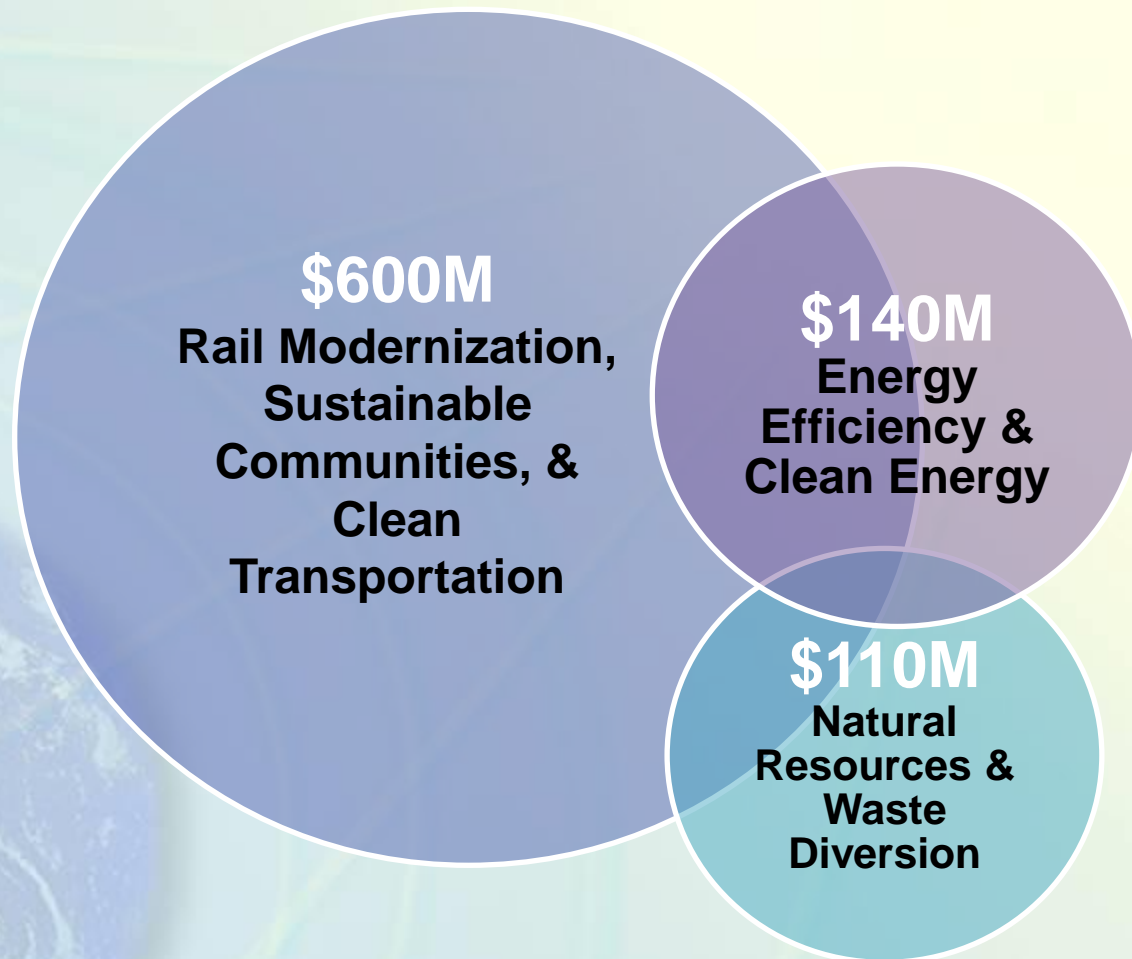 $600M
Rail Modernization,
Sustainable
Communities, &
Clean
Transportation
$140M
Energy
Efficiency &
Clean Energy
$110M
Natural
Resources &
Waste
Diversion